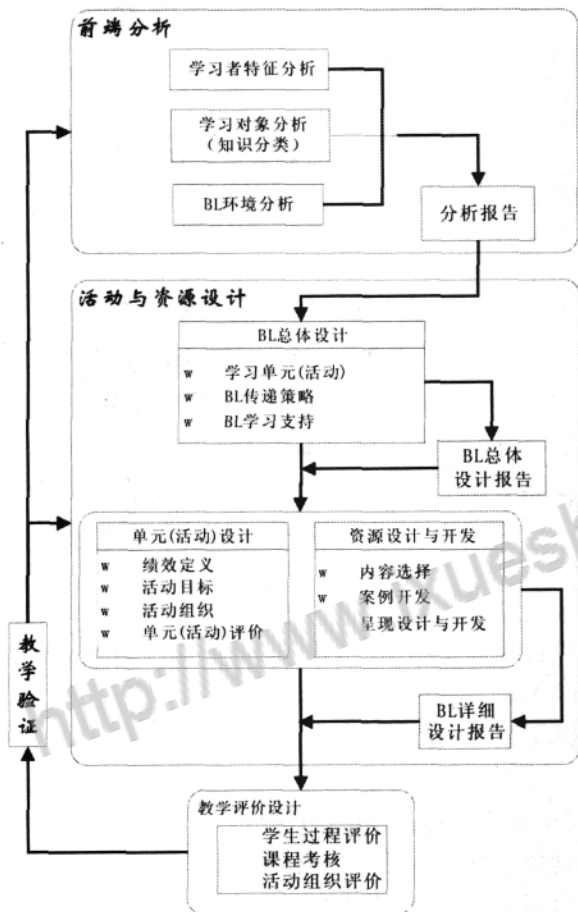 前端分析
学习者特征分析
学习对象分析
(知识分类)
BL环境分析
分析报告
活动与资源设计
BL总体设计
w 学习单元(活动)
w BL传递策略
w BL学习支持
BL总体
设计报告
单元(活动)设计
w 绩效定义
w 活动目标
w 活动组织
w 单元(活动)评价
资源设计与开发
w 内容选择
w 案例开发
呈现设计与开发
教学验证
BL详细
设计报告
教学评价设计
学生过程评价
课程考核
活动组织评价